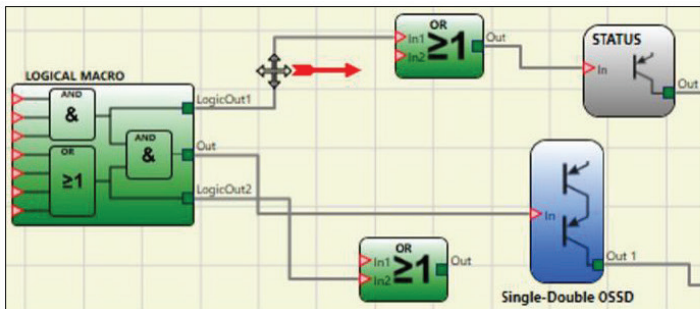 OR
In1
In2
≥1
Out
STATUS
In
Out
LOGICAL MACRO
AND
&
LogicOut1
AND
&
Out
OR
≥1
LogicOut2
In
OR
In1
In2
≥1
Out
Out 1
Single-Double OSSD